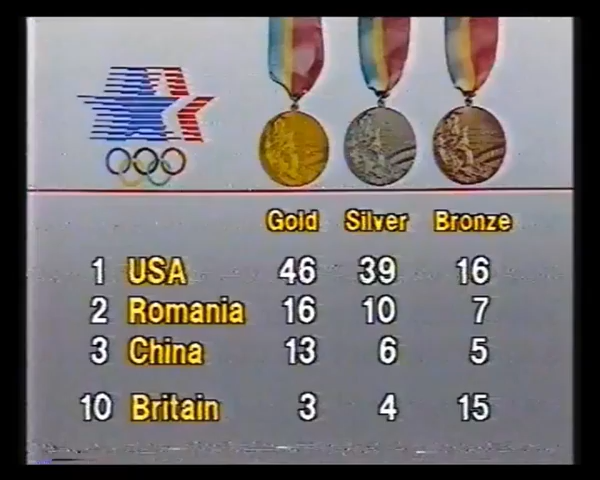 Gold Silver Bronze
1 USA 46 39 16
2 Romania 16 10 7
3 China 13 6 5
10 Britain 3 4 15